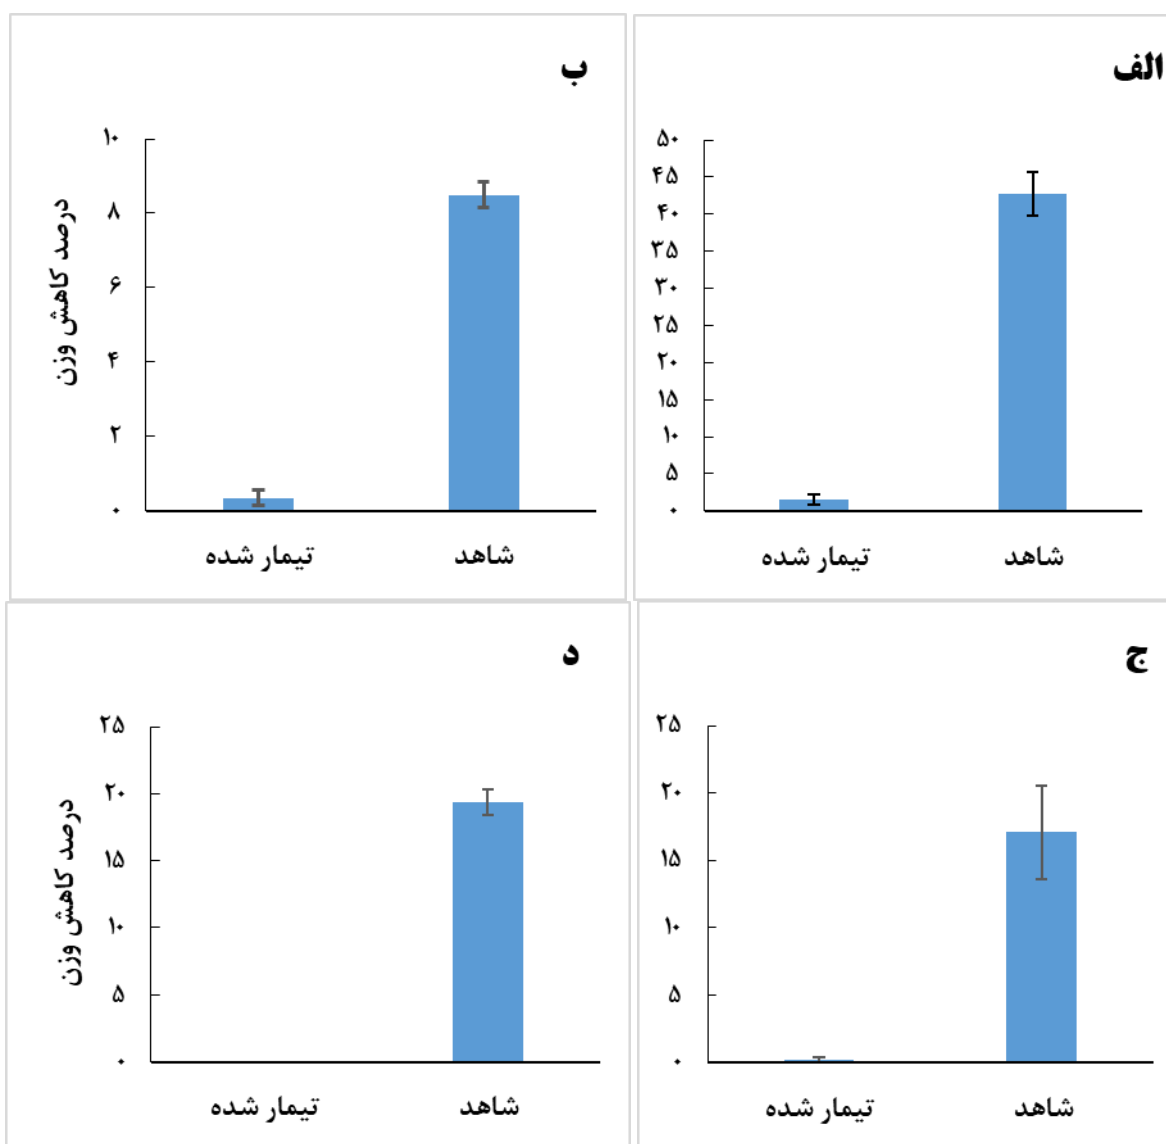 الف
۵۰
۴۵
۴۰
۳۵
۳۰
۲۵
۲۰
۱۵
۱۰
۵
۰
شاهد
تیمار شده
ب
درصد کاهش وزن
۱۰
۸
۶
۴
۲
۰
شاهد
تیمار شده
ج
۲۵
۲۰
۱۵
۱۰
۵
۰
شاهد
تیمار شده
د
درصد کاهش وزن
۲۵
۲۰
۱۵
۱۰
۵
۰
شاهد
تیمار شده